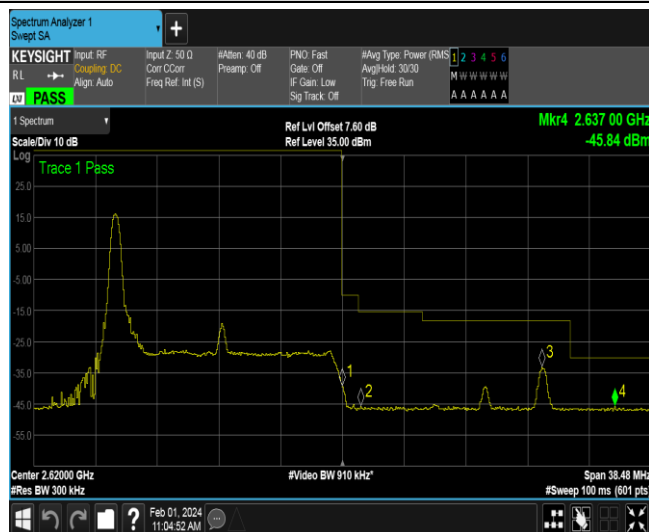 Spectrum Analyzer 1
Swept SA
KEYSIGHT
RL
LXI PASS
Input: RF
Coupling: DC
Align: Auto
Input Z: 50 Ω
Corr CCorr
Freq Ref: Int (S)
#Atten: 40 dB
Preamp: Off
PNO: Fast
Gate: Off
IF Gain: Low
Sig Track: Off
#Avg Type: Power (RMS
Avg|Hold: 30/30
Trig: Free Run
1 2 3 4 5 6
M W W W W W
A A A A A A
1 Spectrum
Scale/Div 10 dB
Ref Lvl Offset 7.60 dB
Ref Level 35.00 dBm
Mkr4 2.637 00 GHz
-45.84 dBm
Log
Trace 1 Pass
25.0
15.0
5.00
-5.00
-15.0
-25.0
-35.0
-45.0
-55.0
1
2
3
4
Center 2.62000 GHz
#Res BW 300 kHz
#Video BW 910 kHz*
Span 38.48 MHz
#Sweep 100 ms (601 pts)
?
Feb 01, 2024
11:04:52 AM